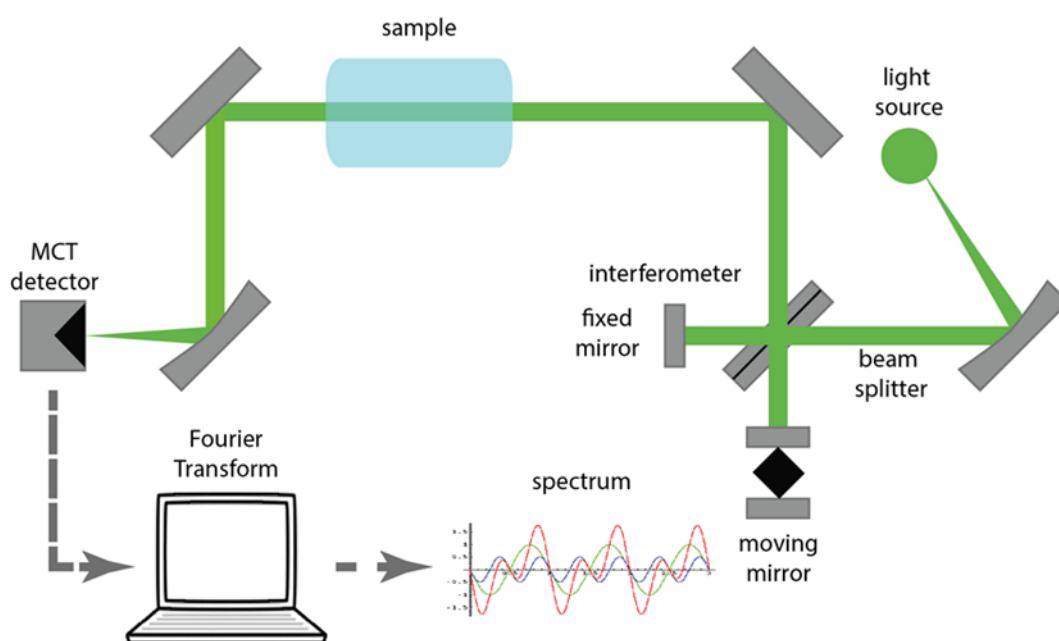 sample
light
source
MCT
detector
interferometer
fixed
mirror
beam
splitter
Fourier
Transform
spectrum
moving
mirror